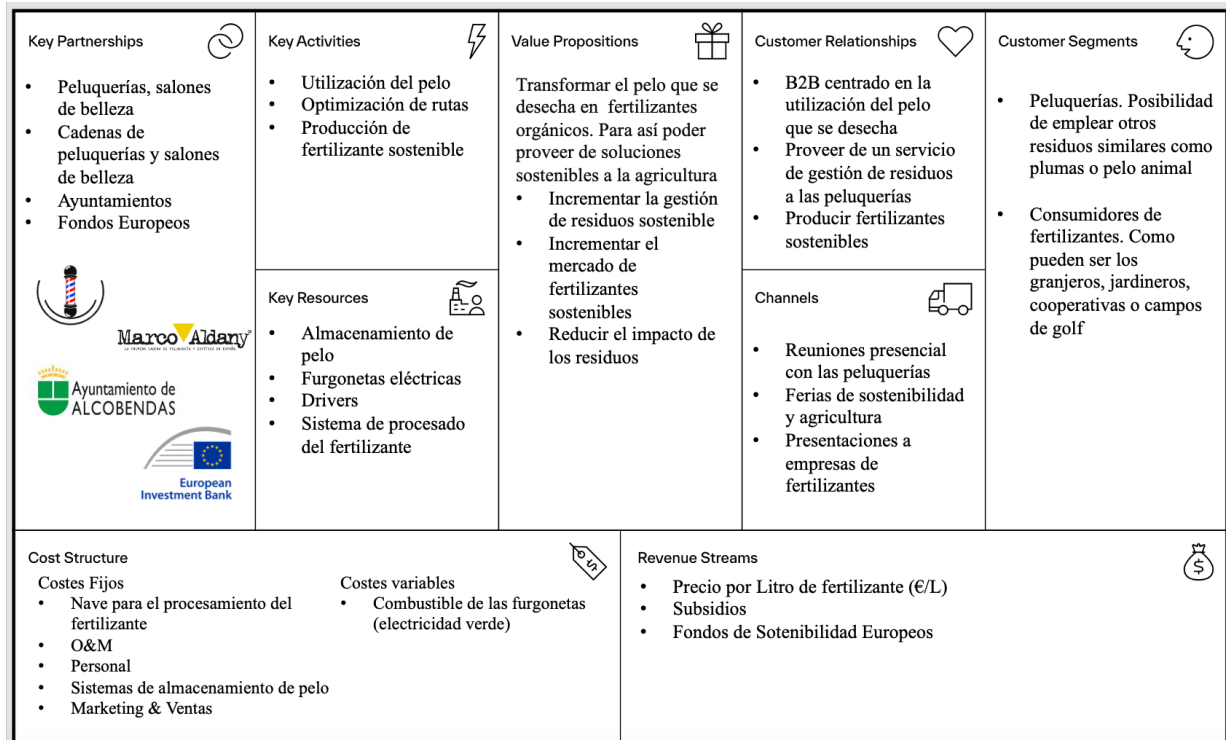 Key Partnerships
• Peluquerías, salones
de belleza
• Cadenas de
peluquerías y salones
de belleza
• Ayuntamientos
• Fondos Europeos
Marco Aldany
Ayuntamiento de
ALCOBENDAS
European
Investment Bank
Key Activities
• Utilización del pelo
• Optimización de rutas
• Producción de
fertilizante sostenible
Key Resources
• Almacenamiento de
pelo
• Furgonetas eléctricas
• Drivers
• Sistema de procesado
del fertilizante
Value Propositions
Transformar el pelo que se
desecha en fertilizantes
orgánicos. Para así poder
proveer de soluciones
sostenibles a la agricultura
• Incrementar la gestión
de residuos sostenible
• Incrementar el
mercado de
fertilizantes
sostenibles
• Reducir el impacto de
los residuos
Customer Relationships
• B2B centrado en la
utilización del pelo
que se desecha
• Proveer de un servicio
de gestión de residuos
a las peluquerías
• Producir fertilizantes
sostenibles
Channels
• Reuniones presencial
con las peluquerías
• Ferias de sostenibilidad
y agricultura
• Presentaciones a
empresas de
fertilizantes
Customer Segments
• Peluquerías. Posibilidad
de emplear otros
residuos similares como
plumas o pelo animal
• Consumidores de
fertilizantes. Como
pueden ser los
granjeros, jardineros,
cooperativas o campos
de golf
Cost Structure
Costes Fijos
• Nave para el procesamiento del
fertilizante
• O&M
• Personal
• Sistemas de almacenamiento de pelo
• Marketing & Ventas
Costes variables
• Combustible de las furgonetas
(electricidad verde)
Revenue Streams
• Precio por Litro de fertilizante (€/L)
• Subsidios
• Fondos de Sotenibilidad Europeos